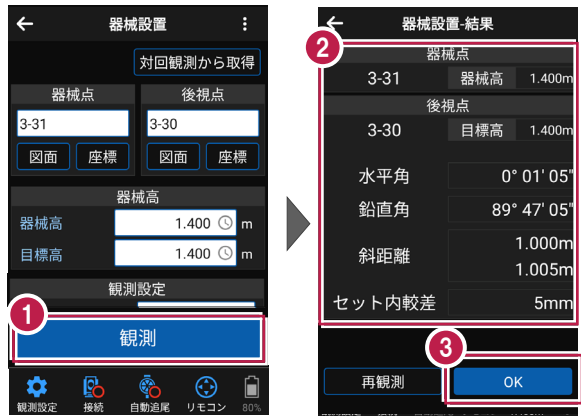 器械設置
対回観測から取得
器械点
後視点
3-31
3-30
図面
座標
図面
座標
器械高
器械高
1.400
m
目標高
1.400
m
観測設定
1
観測
観測設定
接続
自動追尾
リモコン
80%
器械設置-結果
2
器械点
3-31
器械高
1.400m
後視点
3-30
目標高
1.400m
水平角
0° 01' 05"
鉛直角
89° 47' 05"
斜距離
1.000m
1.005m
セット内較差
5mm
3
再観測
OK